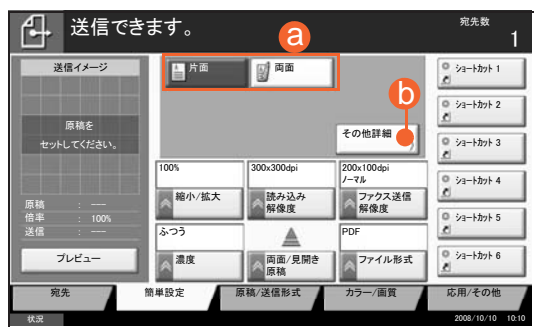 送信できます。
宛先数
1
a
送信イメージ
片面
両面
ショートカット 1
b
ショートカット 2
原稿を
セットしてください。
その他詳細
ショートカット 3
100%
300x300dpi
200x100dpi
ノーマル
ショートカット 4
縮小/拡大
読み込み
解像度
ファクス送信
解像度
原稿 : ---
倍率 : 100%
送信 : ---
ショートカット 5
ふつう
PDF
プレビュー
濃度
両面/見開き
原稿
ファイル形式
ショートカット 6
宛先
簡単設定
原稿/送信形式
カラー/画質
応用/その他
状況
2008/10/10 10:10